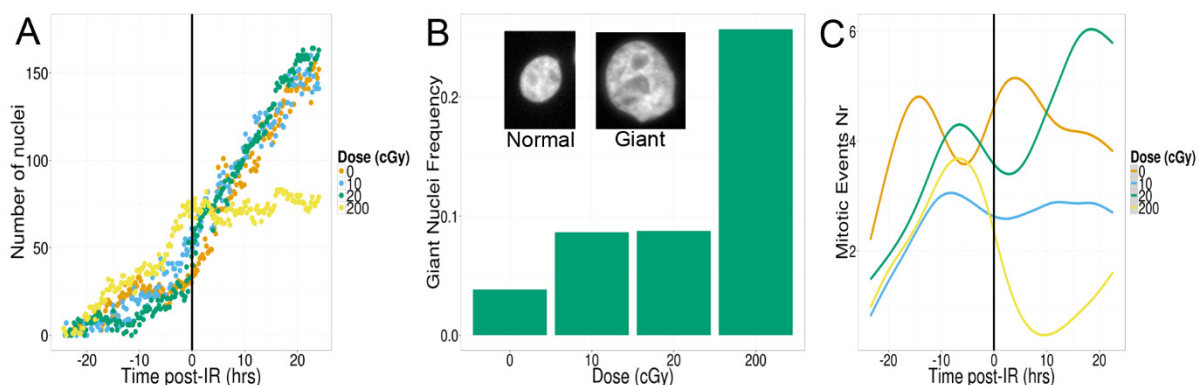 A
Number of nuclei
150
100
50
0
-20
-10
0
10
20
Time post-IR (hrs)
Dose (cGy)
0
10
20
200
B
Giant Nuclei Frequency
0.2
0.1
0.0
Normal
Giant
0
10
20
200
Dose (cGy)
C
Mitotic Events Nr
6
4
2
-20
-10
0
10
20
Time post-IR (hrs)
Dose (cGy)
0
10
20
200